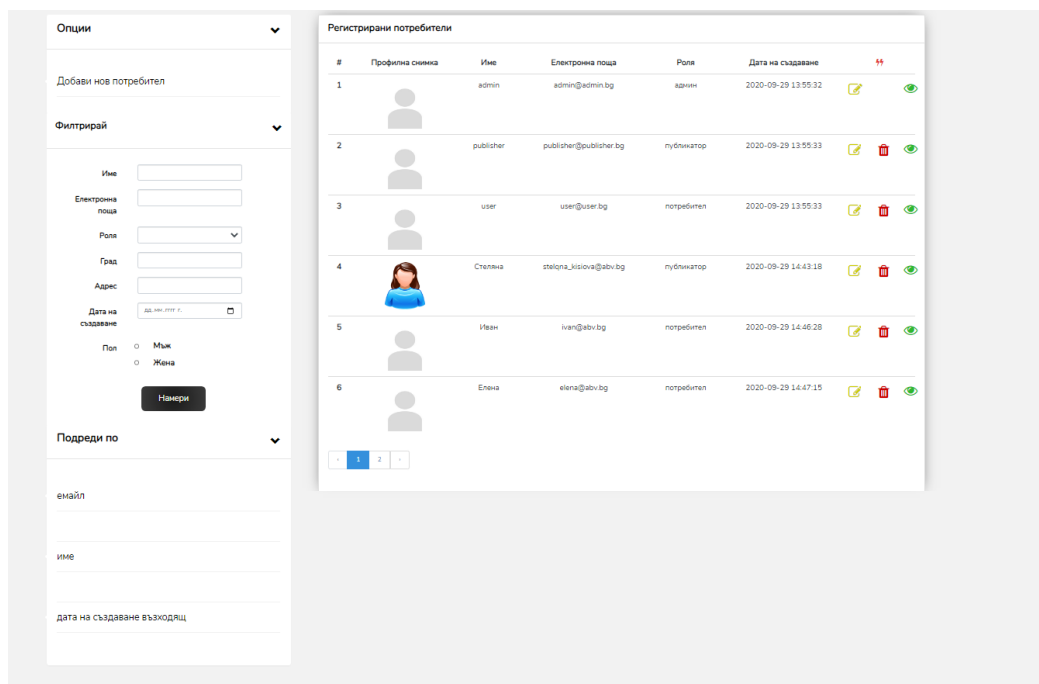 Опции
Добави нов потребител
Филтрирай
Име
Електронна
поща
Роля
Град
Адрес
Дата на
създаване
дд.мм.гггг г.
Пол
Мъж
Жена
Намери
Подреди по
емайл
име
дата на създаване възходящ
Регистрирани потребители
# Профилна снимка Име Електронна поща Роля Дата на създаване
1 admin admin@admin.bg админ 2020-09-29 13:55:32
2 publisher publisher@publisher.bg публикатор 2020-09-29 13:55:33
3 user user@user.bg потребител 2020-09-29 13:55:33
4 Стеляна stelqna_kisiova@abv.bg публикатор 2020-09-29 14:43:18
5 Иван ivan@abv.bg потребител 2020-09-29 14:46:28
6 Елена elena@abv.bg потребител 2020-09-29 14:47:15
‹ 1 2 ›